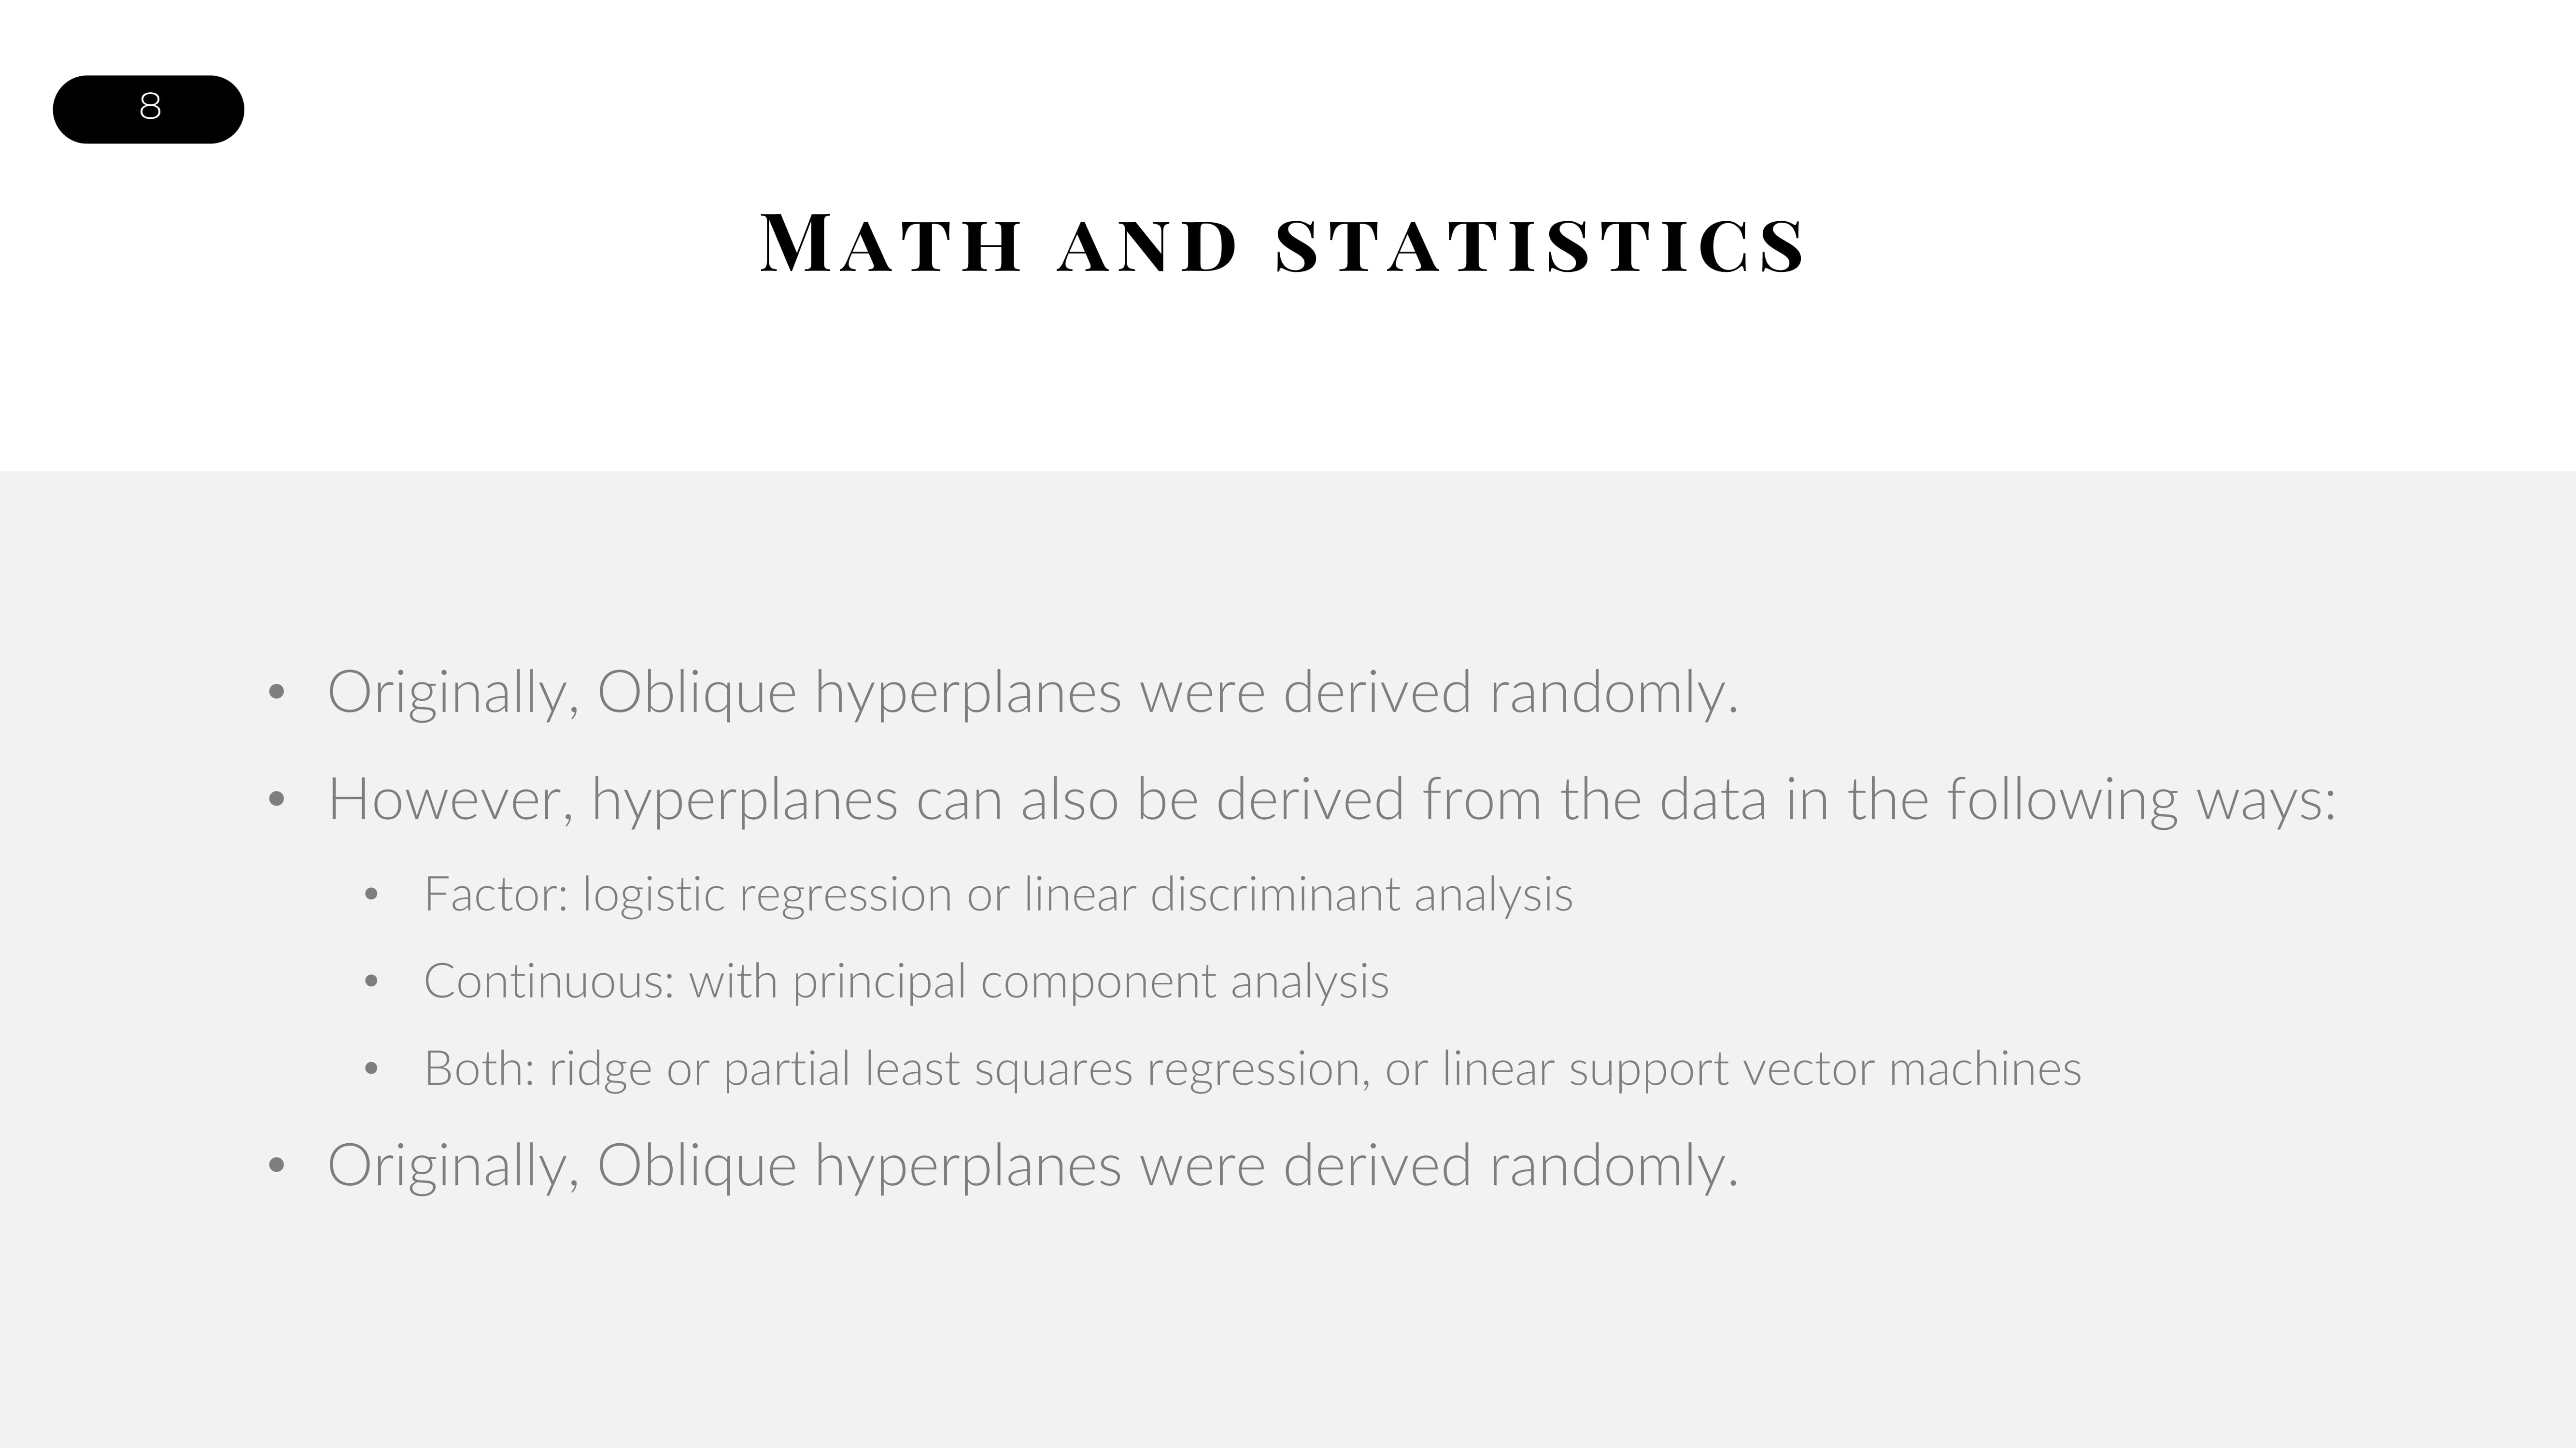 8
Math and statistics
• Originally, Oblique hyperplanes were derived randomly.
• However, hyperplanes can also be derived from the data in the following ways:
• Factor: logistic regression or linear discriminant analysis
• Continuous: with principal component analysis
• Both: ridge or partial least squares regression, or linear support vector machines
• Originally, Oblique hyperplanes were derived randomly.